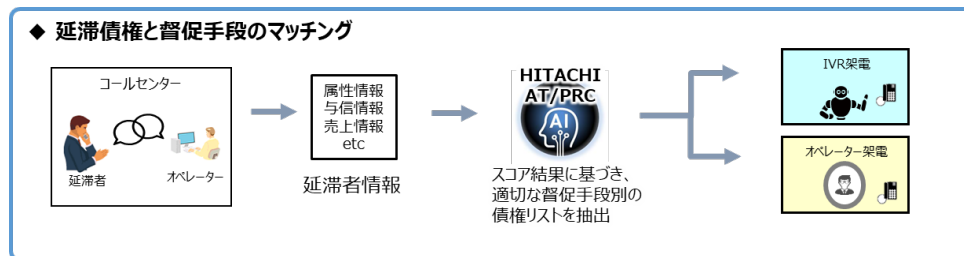 ◆ 延滞債権と督促手段のマッチング
コールセンター
延滞者
オペレーター
属性情報
与信情報
売上情報
etc
延滞者情報
HITACHI
AT/PRC
AI
スコア結果に基づき、
適切な督促手段別の
債権リストを抽出
IVR架電
オペレーター架電